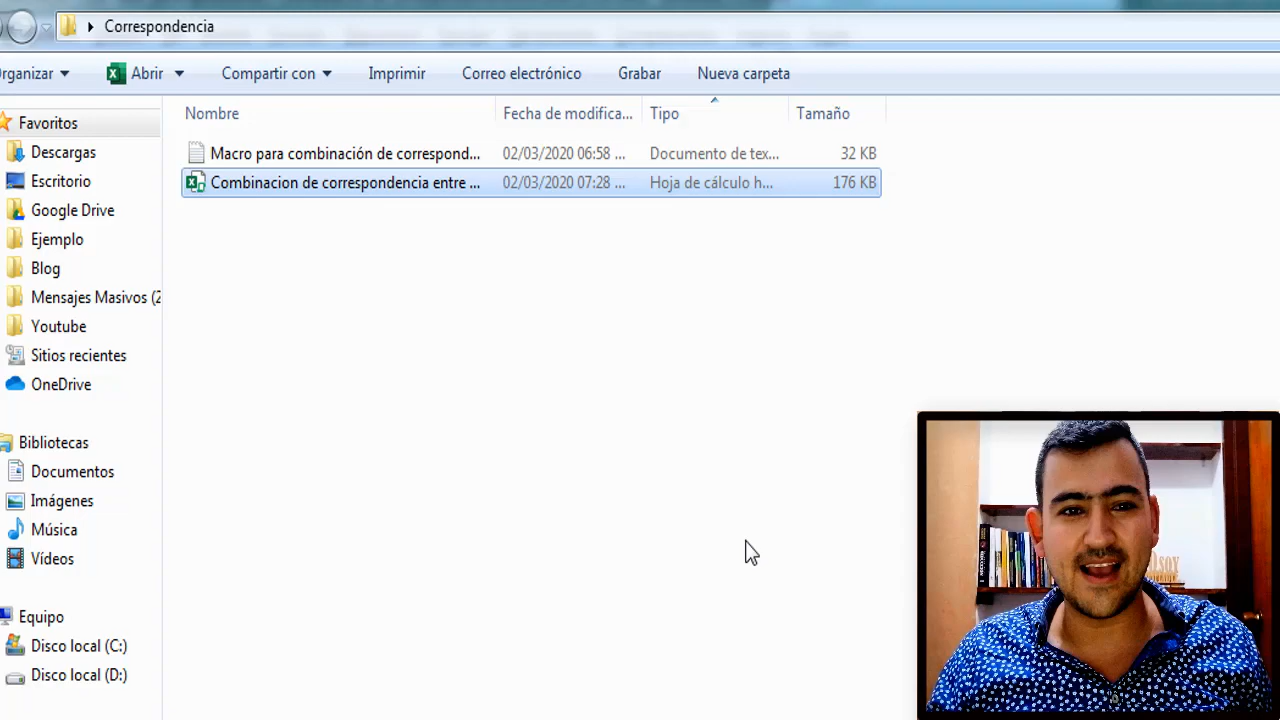 Correspondencia
rganizar Abrir Compartir con Imprimir Correo electrónico Grabar Nueva carpeta
Favoritos
Descargas
Escritorio
Google Drive
Ejemplo
Blog
Mensajes Masivos (2
Youtube
Sitios recientes
OneDrive
Bibliotecas
Documentos
Imágenes
Música
Vídeos
Equipo
Disco local (C:)
Disco local (D:)
Nombre Fecha de modifica... Tipo Tamaño
Macro para combinación de correspond... 02/03/2020 06:58 ... Documento de tex... 32 KB
Combinacion de correspondencia entre ... 02/03/2020 07:28 ... Hoja de cálculo h... 176 KB